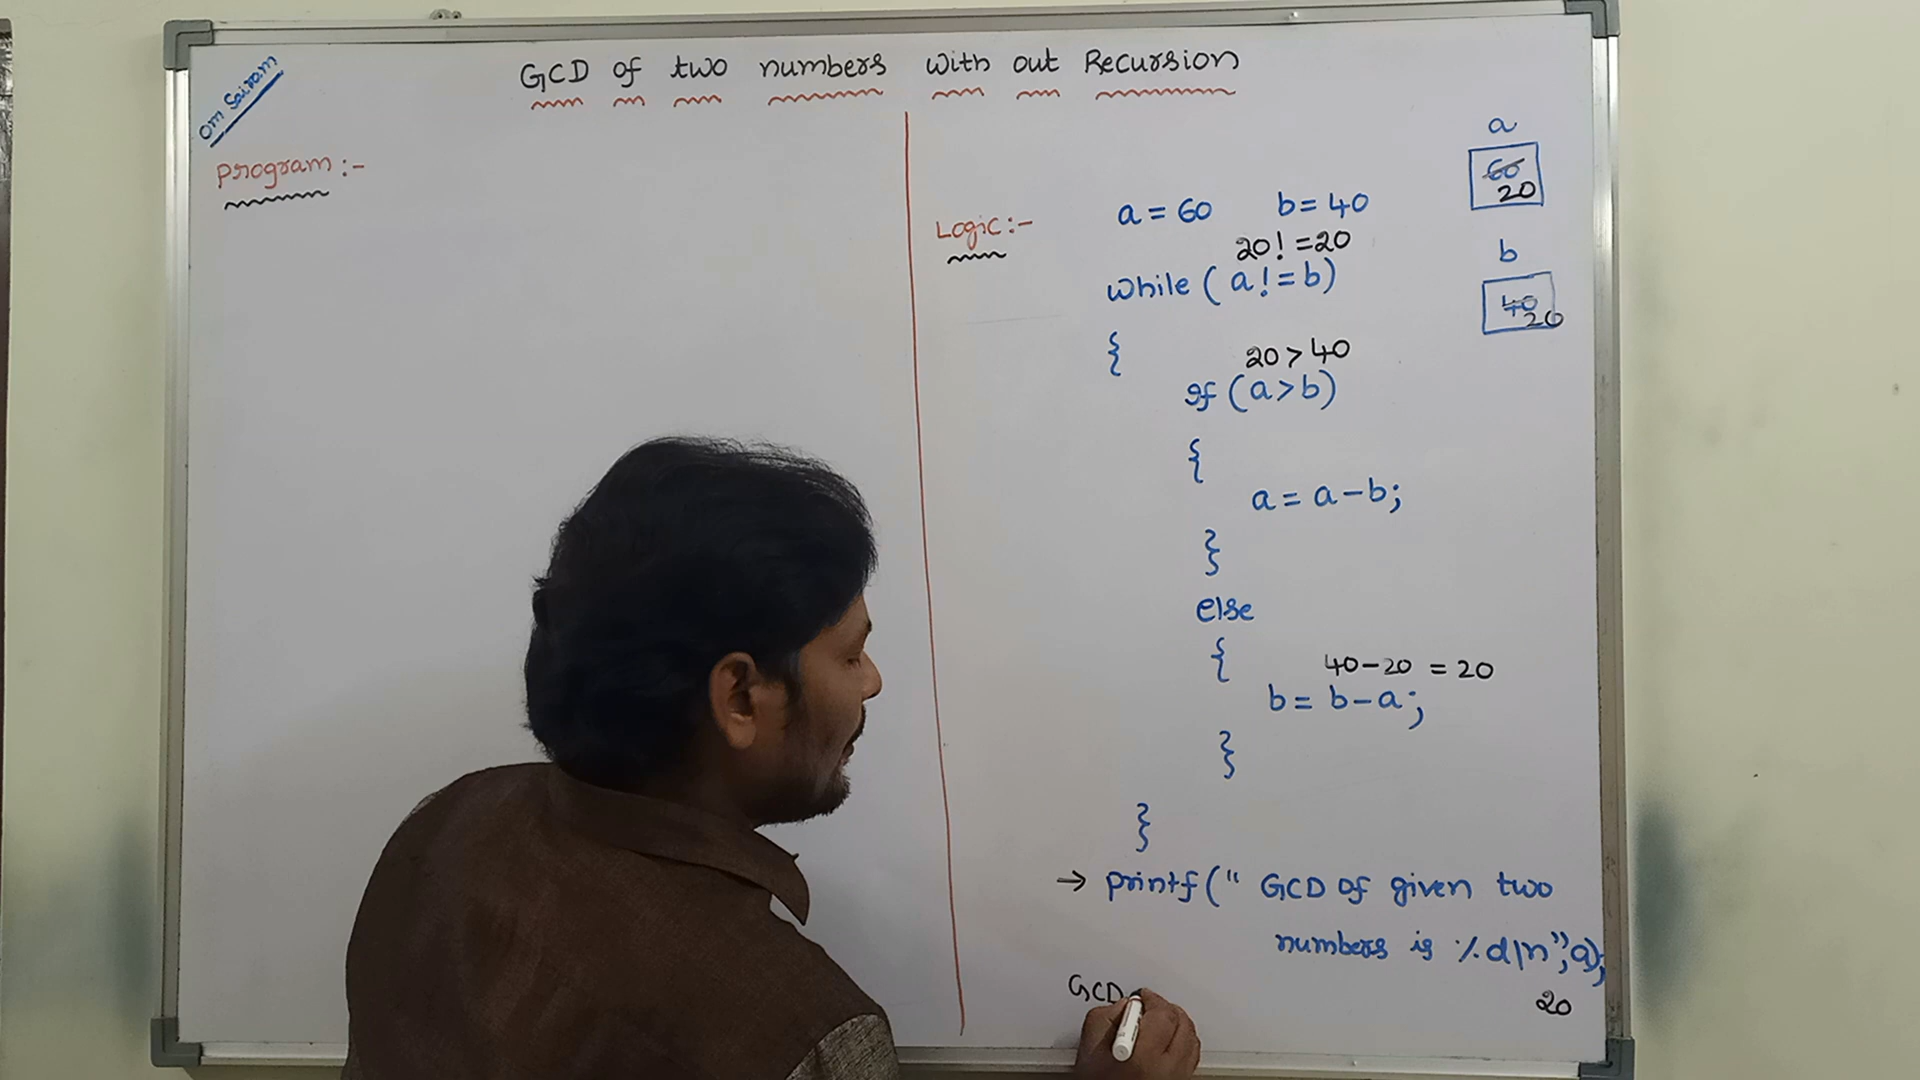 Om Sairam
GCD of two numbers with out Recursion
Program :-
Logic :-
a = 60 b = 40
20! = 20
while ( a! = b)
{
20 > 40
if (a > b)
{
a = a - b;
}
else
{
40 - 20 = 20
b = b - a;
}
}
→ printf (" GCD of given two
numbers is %d\n", a);
20
GCD
a
60
20
b
40
20